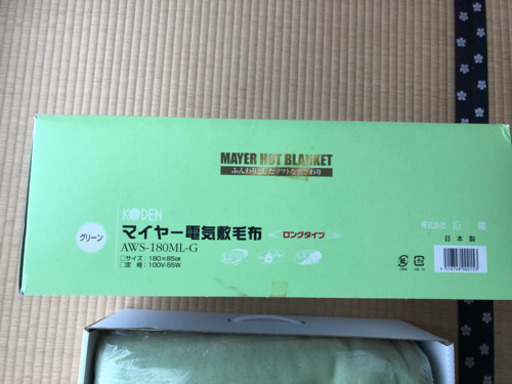 MAYER HOT BLANKET
ふんわりとしたソフトな肌ざわり
KODEN
グリーン
マイヤー電気敷毛布
ロングタイプ
AWS-180ML-G
□サイズ：180×85cm
□定　格：100V-55W
株式会社
日本製